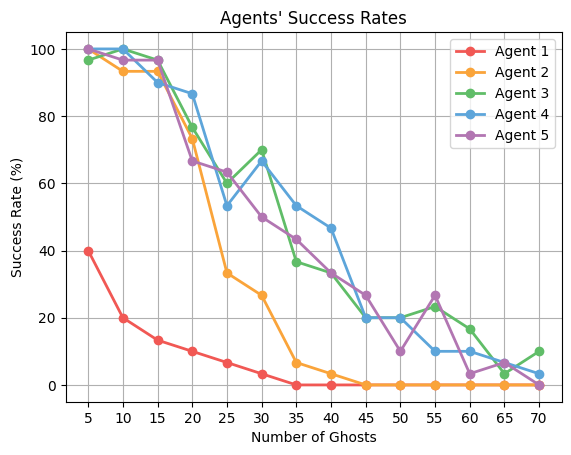 Agents' Success Rates
Agent 1
Agent 2
Agent 3
Agent 4
Agent 5
Success Rate (%)
100
80
60
40
20
0
5 10 15 20 25 30 35 40 45 50 55 60 65 70
Number of Ghosts